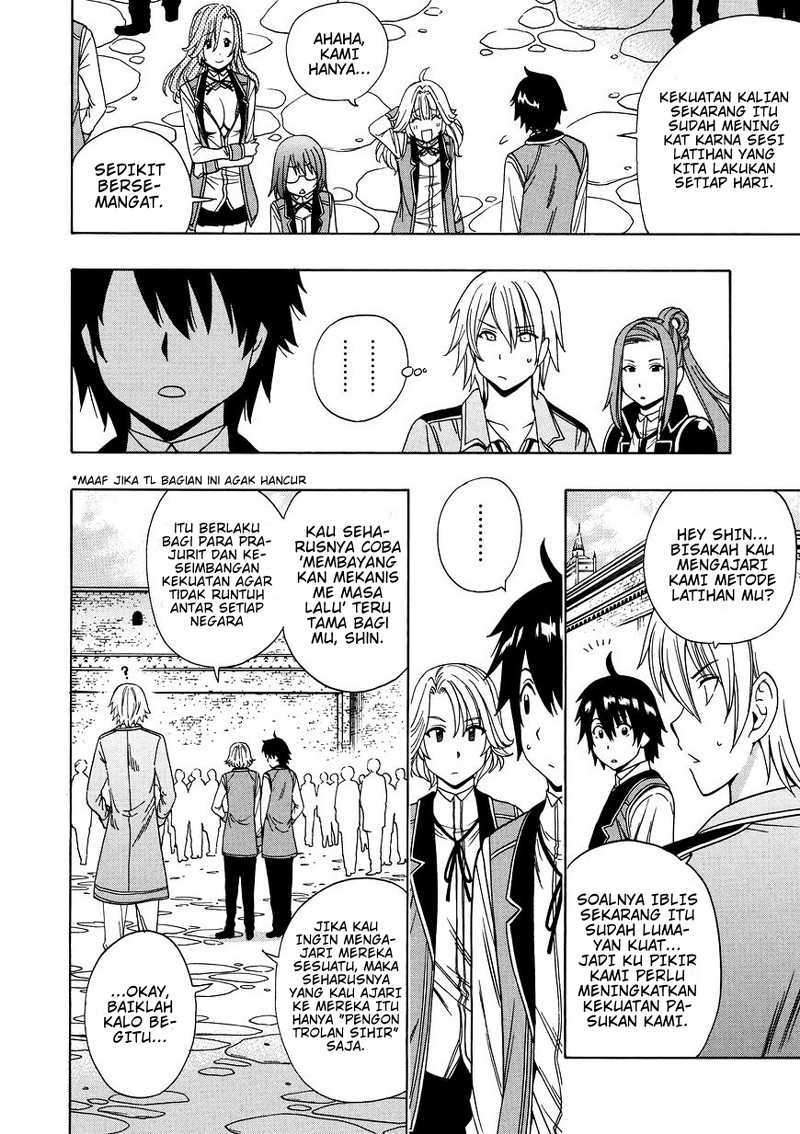 KEKUATAN KALIAN
SEKARANG ITU
SUDAH MENING
KAT KARNA SESI
LATIHAN YANG
KITA LAKUKAN
SETIAP HARI.
AHAHA,
KAMI
HANYA...
SEDIKIT
BERSE-
MANGAT.
*MAAF JIKA TL BAGIAN INI AGAK HANCUR
HEY SHIN...
BISAKAH KAU
MENGAJARI
KAMI METODE
LATIHAN MU?
SOALNYA IBLIS
SEKARANG ITU
SUDAH LUMA-
YAN KUAT...
JADI KU PIKIR
KAMI PERLU
MENINGKATKAN
KEKUATAN PA-
SUKAN KAMI.
KAU SEHA-
RUSNYA COBA
'MEMBAYANG
KAN MEKANIS
ME MASA
LALU' TERU
TAMA BAGI
MU, SHIN.
ITU BERLAKU
BAGI PARA PRA-
JURIT DAN KE-
SEIMBANGAN
KEKUATAN AGAR
TIDAK RUNTUH
ANTAR SETIAP
NEGARA
?
JIKA KAU
INGIN MENGA-
JARI MEREKA
SESUATU, MAKA
SEHARUSNYA
YANG KAU AJARI
KE MEREKA ITU
HANYA "PENGON
TROLAN SIHIR"
SAJA.
...OKAY,
BAIKLAH
KALO BE-
GITU...